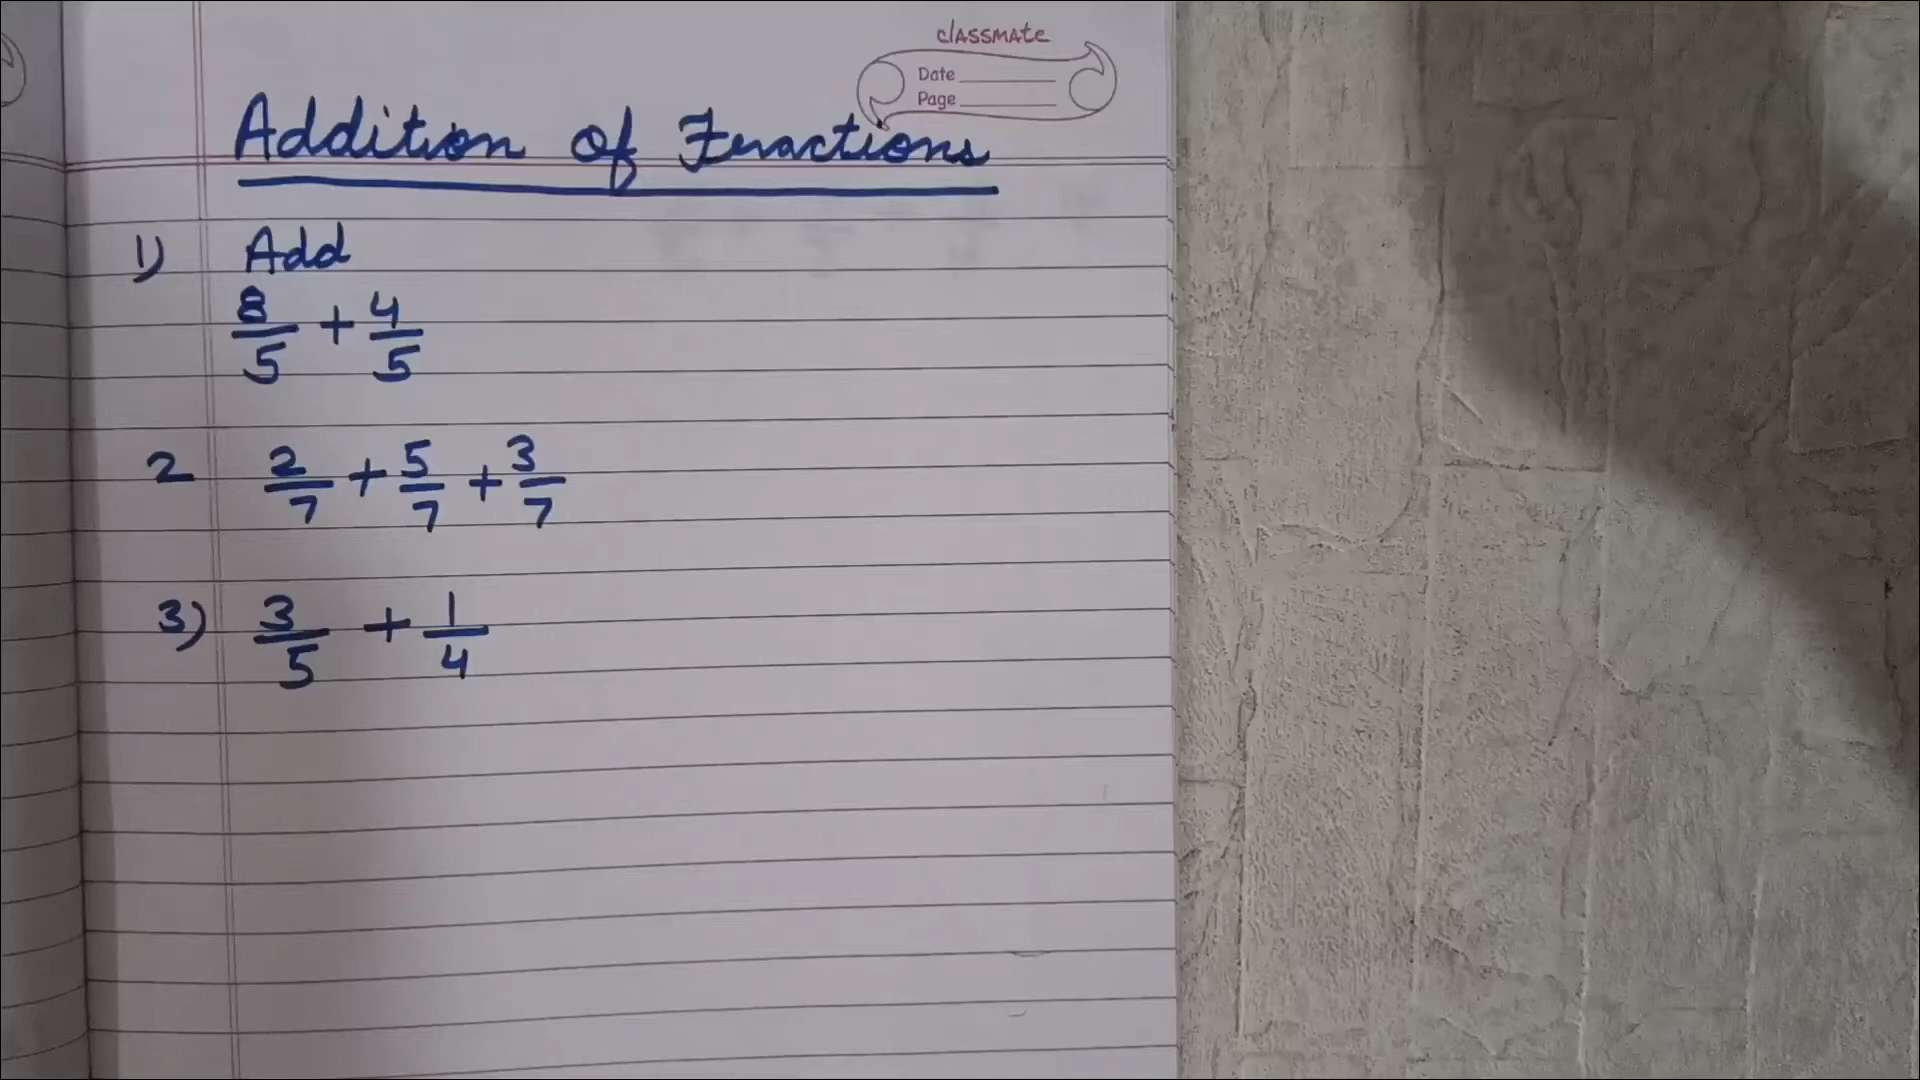 classmate
Date
Page
Addition of Fractions
1) Add
8/5 + 4/5
2 2/7 + 5/7 + 3/7
3) 3/5 + 1/4